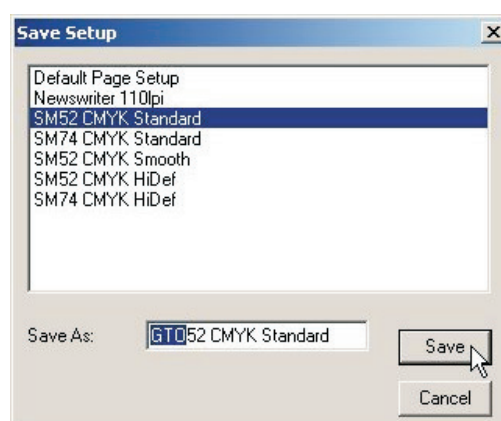 Save Setup
Default Page Setup
Newswriter 110lpi
SM52 CMYK Standard
SM74 CMYK Standard
SM52 CMYK Smooth
SM52 CMYK HiDef
SM74 CMYK HiDef
Save As: GTO52 CMYK Standard
Save
Cancel